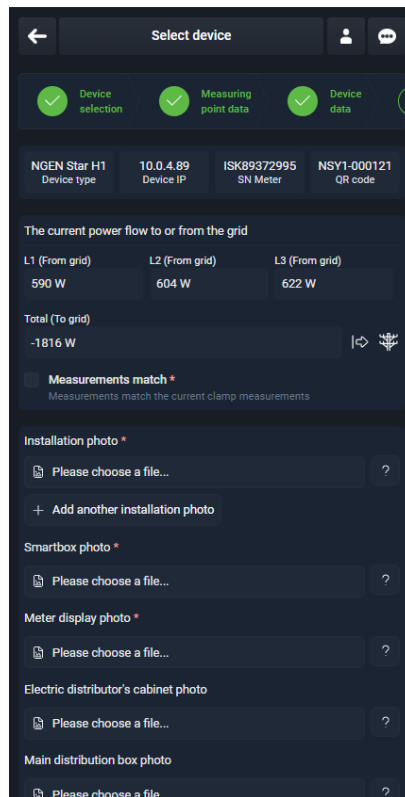 Select device
Device
selection
Measuring
point data
Device
data
NGEN Star H1
Device type
10.0.4.89
Device IP
ISK89372995
SN Meter
NSY1-000121
QR code
The current power flow to or from the grid
L1 (From grid)
L2 (From grid)
L3 (From grid)
590 W
604 W
622 W
Total (To grid)
-1816 W
Measurements match *
Measurements match the current clamp measurements
Installation photo *
Please choose a file...
?
+ Add another installation photo
Smartbox photo *
Please choose a file...
?
Meter display photo *
Please choose a file...
?
Electric distributor's cabinet photo
Please choose a file...
?
Main distribution box photo
Please choose a file...
?